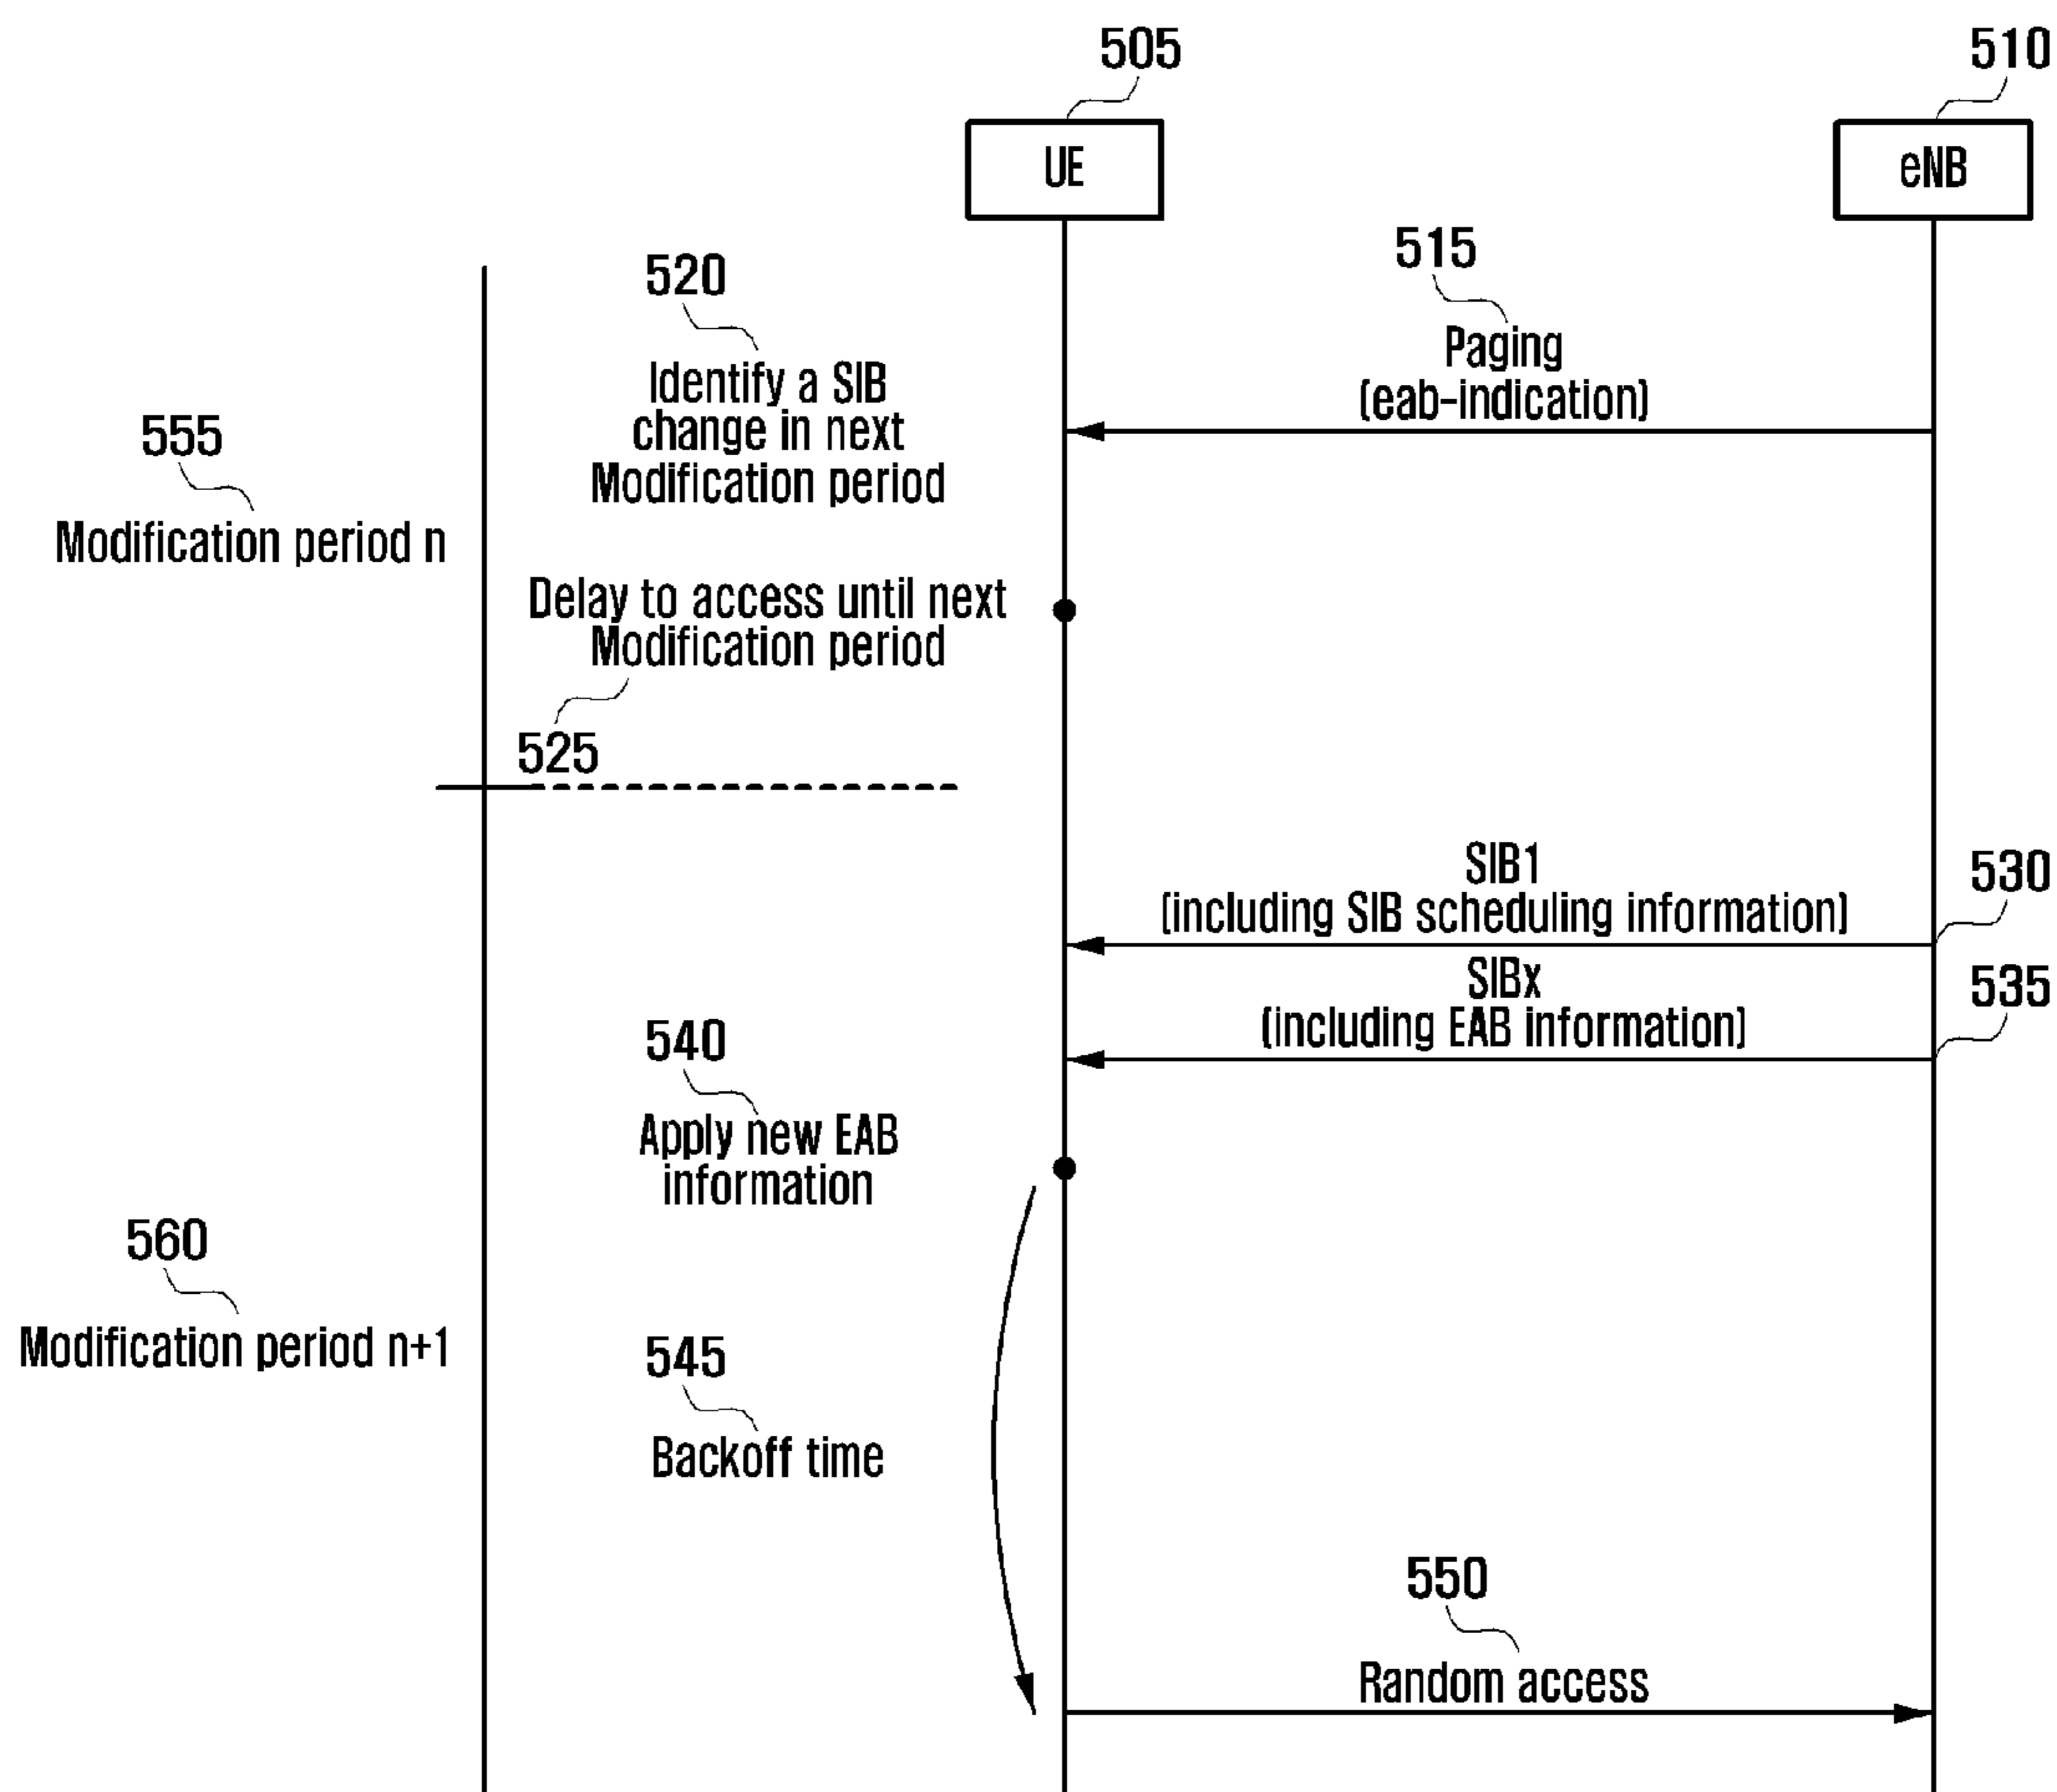 505
510
UE
eNB
515
Paging
(eab-indication)
520
Identify a SIB
change in next
Modification period
555
Modification period n
Delay to access until next
Modification period
525
SIB1
(including SIB scheduling information)
530
SIBx
(including EAB information)
535
540
Apply new EAB
information
560
Modification period n+1
545
Backoff time
550
Random access